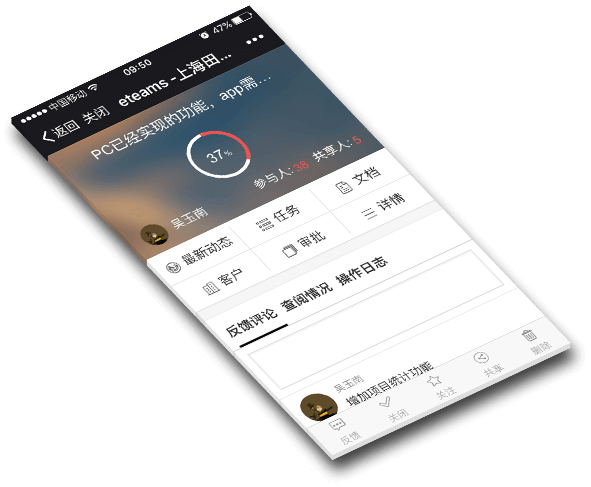 中国移动 09:50 47%
返回 关闭 eteams -上海田... •••
PC已经实现的功能，app需...
37%
参与人: 38 共享人: 5
吴玉南
最新动态 任务 文档
客户 审批 详情
反馈评论 查阅情况 操作日志
吴玉南
增加项目统计功能
反馈 关闭 关注 共享 删除